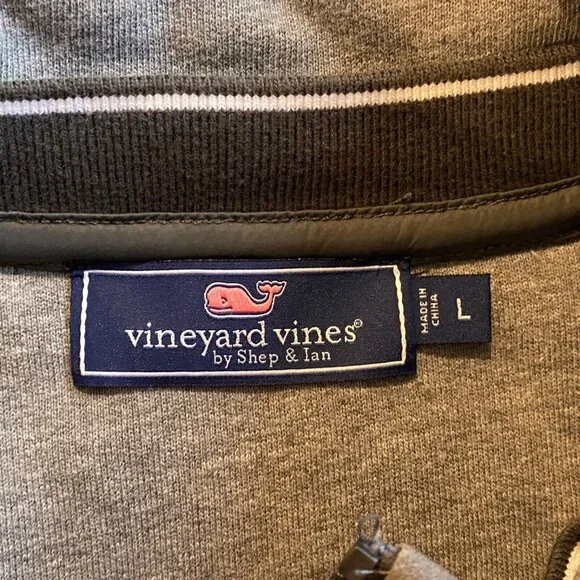 vineyard vines®
by Shep & Ian
MADE IN
CHINA
L